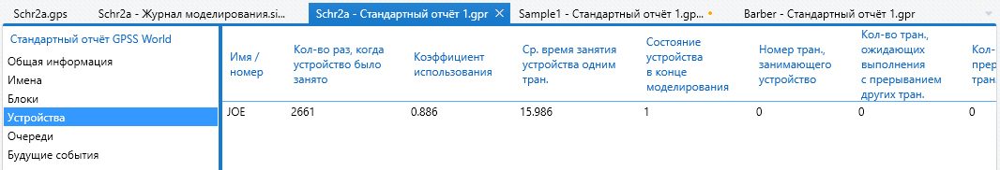 Schr2a.gps
Schr2a - Журнал моделирования.si...
Schr2a - Стандартный отчёт 1.gpr
Sample1 - Стандартный отчёт 1.gp...
Barber - Стандартный отчёт 1.gpr
Стандартный отчёт GPSS World
Общая информация
Имена
Блоки
Устройства
Очереди
Будущие события
Имя /
номер
Кол-во раз, когда
устройство было
занято
Коэффициент
использования
Ср. время занятия
устройства одним
тран.
Состояние
устройства
в конце
моделирования
Номер тран.,
занимающего
устройство
Кол-во тран.,
ожидающих
выполнения
с прерыванием
других тран.
Кол-
прер
тран.
JOE 2661 0.886 15.986 1 0 0 0